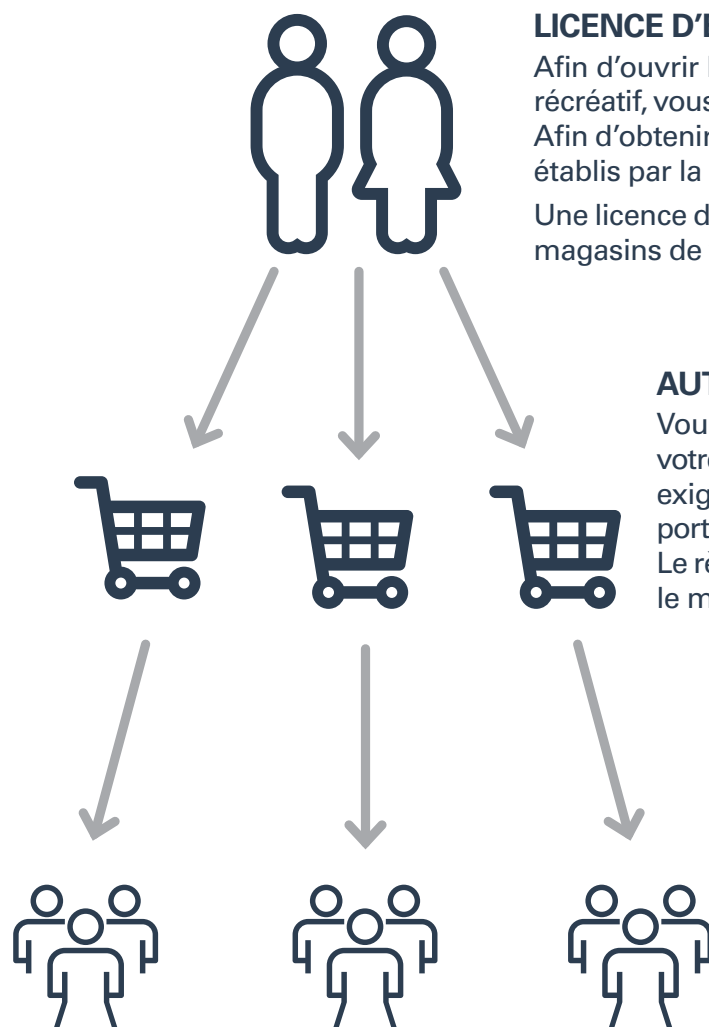 LICENCE D'E
Afin d'ouvrir
récréatif, vous
Afin d'obtenir
établis par la
Une licence d
magasins de
AUT
Vou
votre
exig
port
Le rè
le m